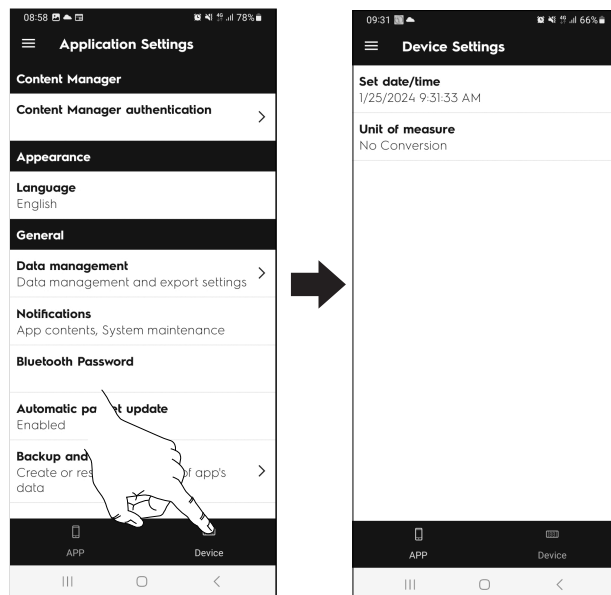 08:58 78%
Application Settings
Content Manager
Content Manager authentication
Appearance
Language
English
General
Data management
Data management and export settings
Notifications
App contents, System maintenance
Bluetooth Password
Automatic pa et update
Enabled
Backup and
Create or res of app's
data
APP Device
09:31 66%
Device Settings
Set date/time
1/25/2024 9:31:33 AM
Unit of measure
No Conversion
APP Device